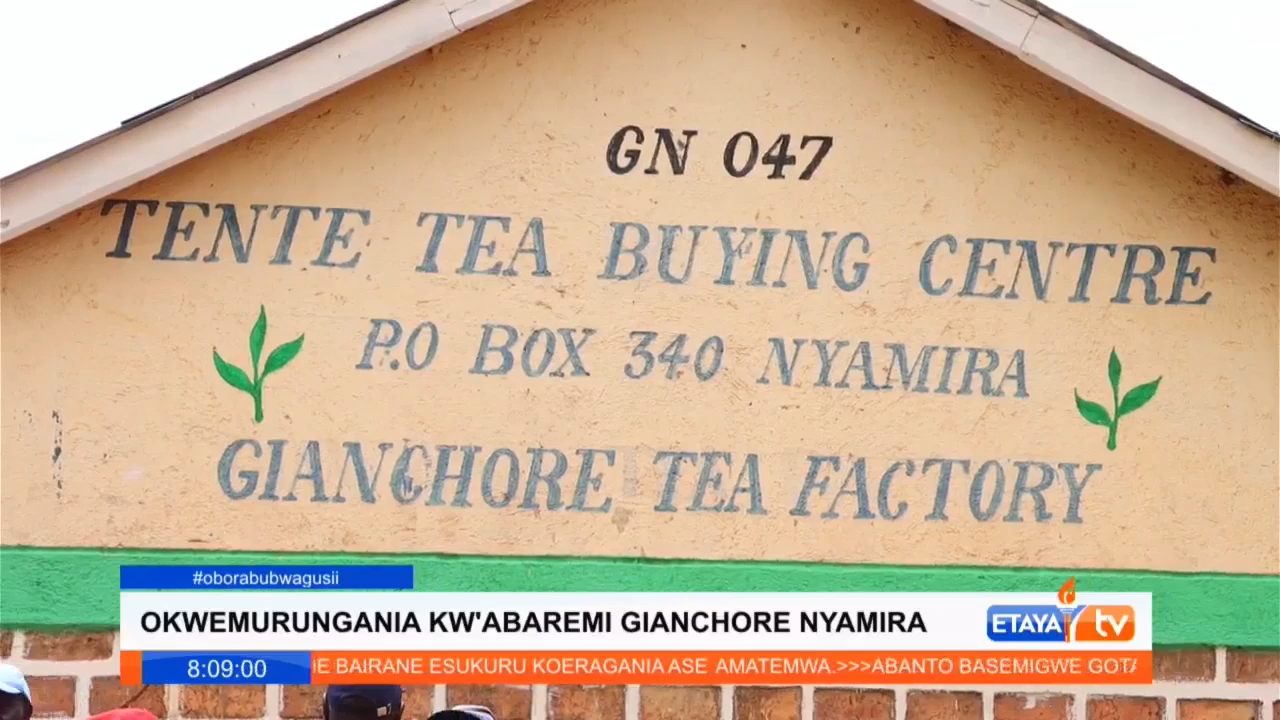 GN 047
TENTE TEA BUYING CENTRE
P.O BOX 340 NYAMIRA
GIANCHORE TEA FACTORY
#oborabubwagusii
OKWEMURUNGANIA KW'ABAREMI GIANCHORE NYAMIRA
ETAYA tv
8:09:00
BAIRANE ESUKURU KOERAGANIA ASE AMATEMWA.>>>ABANTO BASEMIGWE